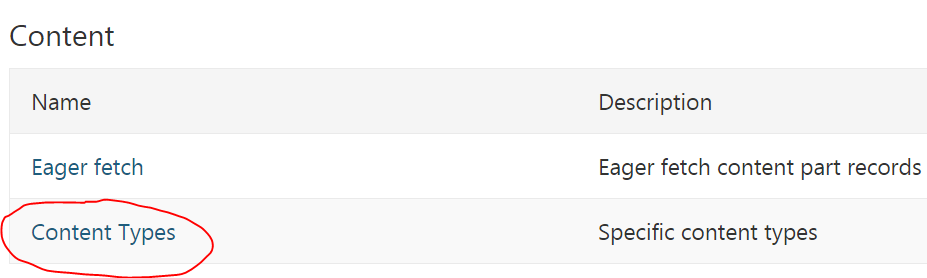 Content
Name Description
Eager fetch Eager fetch content part records
Content Types Specific content types